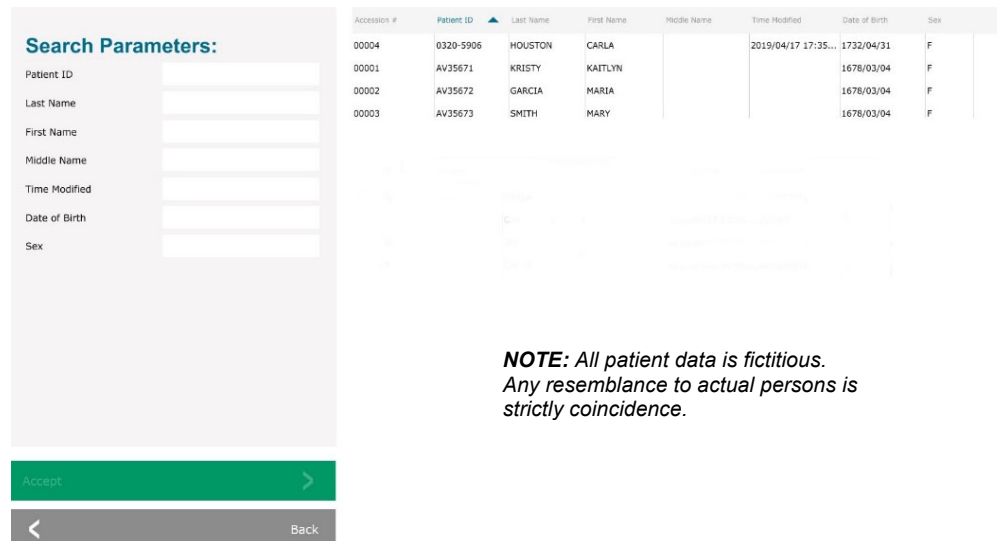 Search Parameters:
Patient ID
Last Name
First Name
Middle Name
Time Modified
Date of Birth
Sex
Accept
Back
Accession # Patient ID Last Name First Name Middle Name Time Modified Date of Birth Sex
00004 0320-5906 HOUSTON CARLA 2019/04/17 17:35... 1732/04/31 F
00001 AV35671 KRISTY KAITLYN 1678/03/04 F
00002 AV35672 GARCIA MARIA 1678/03/04 F
00003 AV35673 SMITH MARY 1678/03/04 F
NOTE: All patient data is fictitious.
Any resemblance to actual persons is
strictly coincidence.